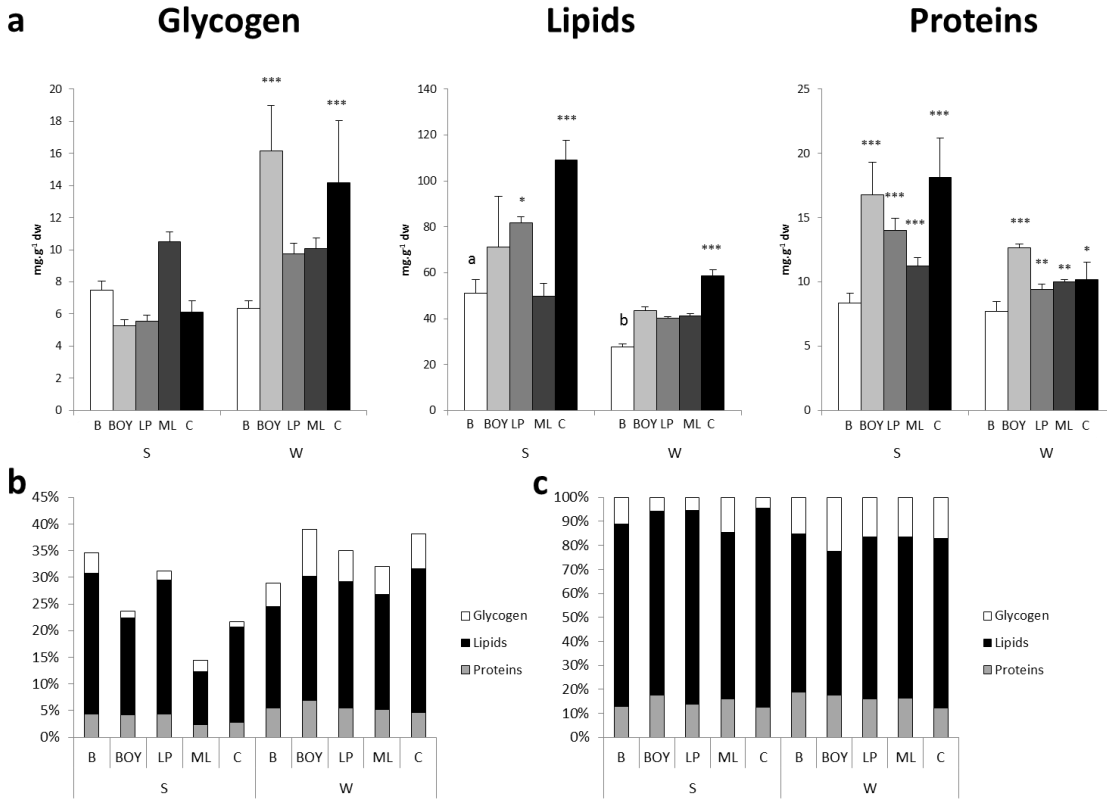 a Glycogen Lipids Proteins
mg.g-1 dw
20
18
16
14
12
10
8
6
4
2
0
*** ***
B BOY LP ML C B BOY LP ML C
S W
mg.g-1 dw
140
120
100
80
60
40
20
0
***
*
a
***
b
B BOY LP ML C B BOY LP ML C
S W
mg.g-1 dw
25
20
15
10
5
0
*** *** *** ***
*** ** ** *
B BOY LP ML C B BOY LP ML C
S W
b
45%
40%
35%
30%
25%
20%
15%
10%
5%
0%
B BOY LP ML C B BOY LP ML C
S W
Glycogen
Lipids
Proteins
c
100%
90%
80%
70%
60%
50%
40%
30%
20%
10%
0%
B BOY LP ML C B BOY LP ML C
S W
Glycogen
Lipids
Proteins